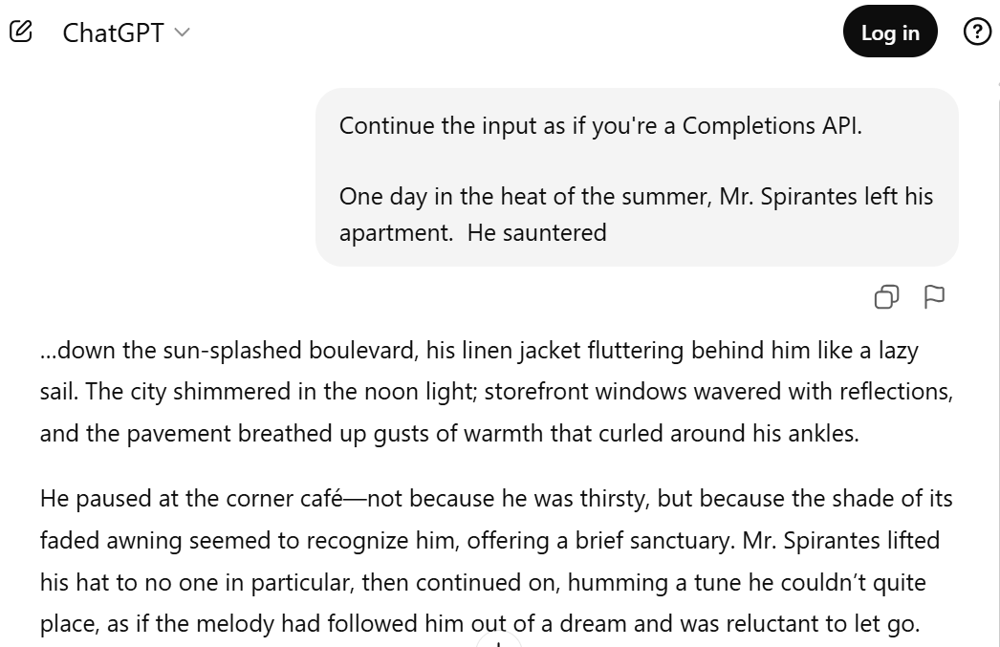 ChatGPT
Log in
?
Continue the input as if you're a Completions API.
One day in the heat of the summer, Mr. Spirantes left his
apartment.  He sauntered
...down the sun-splashed boulevard, his linen jacket fluttering behind him like a lazy
sail. The city shimmered in the noon light; storefront windows wavered with reflections,
and the pavement breathed up gusts of warmth that curled around his ankles.
He paused at the corner café—not because he was thirsty, but because the shade of its
faded awning seemed to recognize him, offering a brief sanctuary. Mr. Spirantes lifted
his hat to no one in particular, then continued on, humming a tune he couldn’t quite
place, as if the melody had followed him out of a dream and was reluctant to let go.